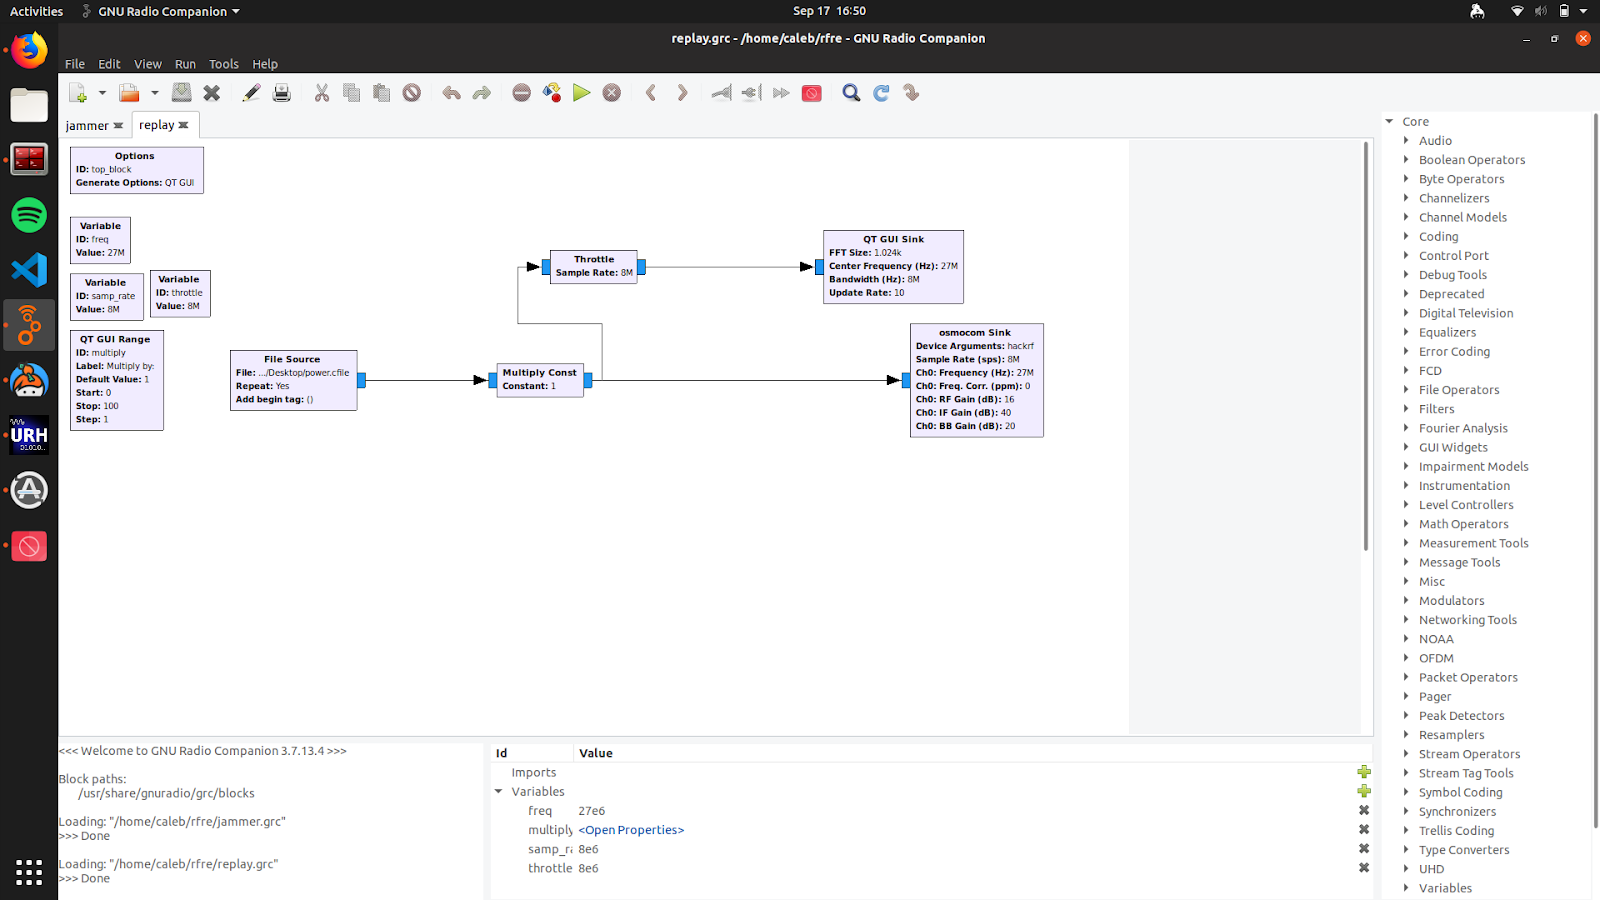 Activities
GNU Radio Companion
Sep 17 16:50
replay.grc - /home/caleb/rfre - GNU Radio Companion
File Edit View Run Tools Help
jammer
replay
Options
ID: top_block
Generate Options: QT GUI
Variable
ID: freq
Value: 27M
Variable
ID: samp_rate
Value: 8M
Variable
ID: throttle
Value: 8M
QT GUI Range
ID: multiply
Label: Multiply by:
Default Value: 1
Start: 0
Stop: 100
Step: 1
File Source
File: .../Desktop/power.cfile
Repeat: Yes
Add begin tag: ()
Multiply Const
Constant: 1
Throttle
Sample Rate: 8M
QT GUI Sink
FFT Size: 1.024k
Center Frequency (Hz): 27M
Bandwidth (Hz): 8M
Update Rate: 10
osmocom Sink
Device Arguments: hackrf
Sample Rate (sps): 8M
Ch0: Frequency (Hz): 27M
Ch0: Freq. Corr. (ppm): 0
Ch0: RF Gain (dB): 16
Ch0: IF Gain (dB): 40
Ch0: BB Gain (dB): 20
URH
<<< Welcome to GNU Radio Companion 3.7.13.4 >>>
Block paths:
/usr/share/gnuradio/grc/blocks
Loading: "/home/caleb/rfre/jammer.grc"
>>> Done
Loading: "/home/caleb/rfre/replay.grc"
>>> Done
Id Value
Imports
Variables
freq 27e6
multiply <Open Properties>
samp_ra 8e6
throttle 8e6
Core
Audio
Boolean Operators
Byte Operators
Channelizers
Channel Models
Coding
Control Port
Debug Tools
Deprecated
Digital Television
Equalizers
Error Coding
FCD
File Operators
Filters
Fourier Analysis
GUI Widgets
Impairment Models
Instrumentation
Level Controllers
Math Operators
Measurement Tools
Message Tools
Misc
Modulators
Networking Tools
NOAA
OFDM
Packet Operators
Pager
Peak Detectors
Resamplers
Stream Operators
Stream Tag Tools
Symbol Coding
Synchronizers
Trellis Coding
Type Converters
UHD
Variables